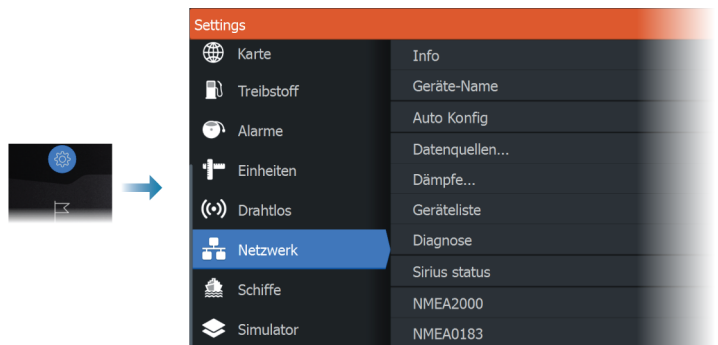 Settings
Karte
Treibstoff
Alarme
Einheiten
Drahtlos
Netzwerk
Schiffe
Simulator
Info
Geräte-Name
Auto Konfig
Datenquellen...
Dämpfe...
Geräteliste
Diagnose
Sirius status
NMEA2000
NMEA0183